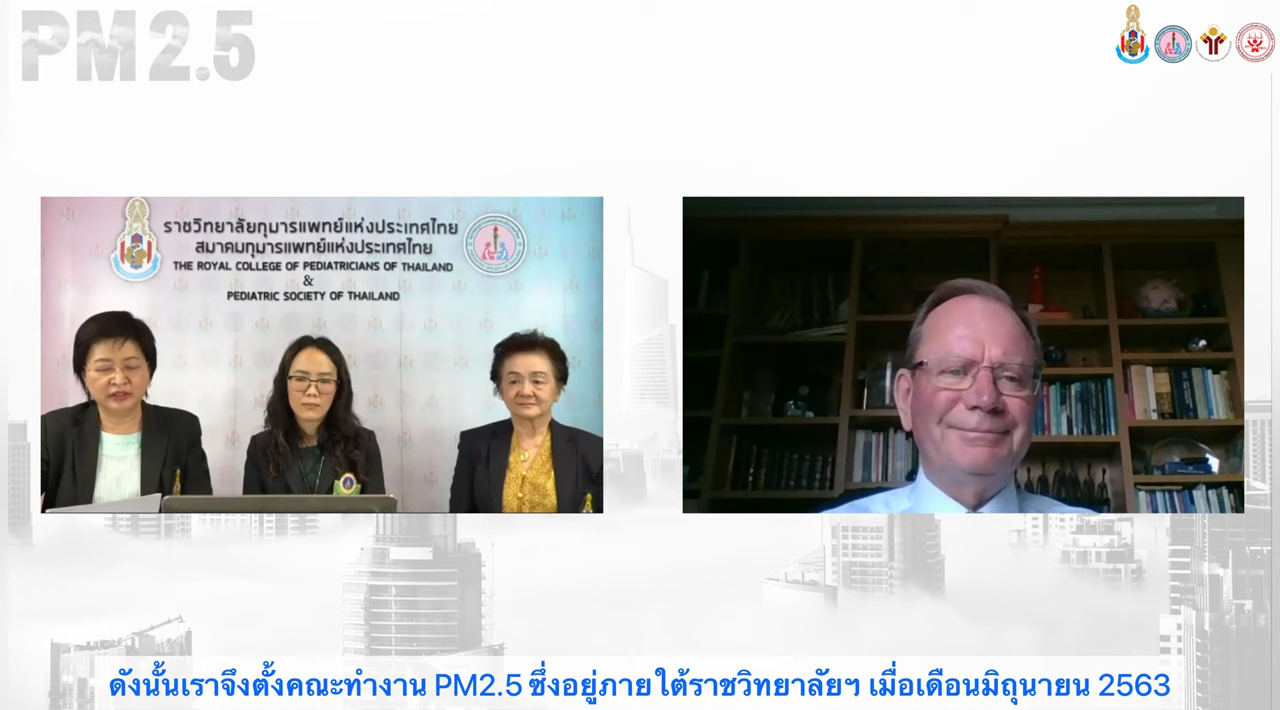 PM2.5
ราชวิทยาลัยกุมารแพทย์แห่งประเทศไทย
สมาคมกุมารแพทย์แห่งประเทศไทย
THE ROYAL COLLEGE OF PEDIATRICIANS OF THAILAND
&
PEDIATRIC SOCIETY OF THAILAND
ดังนั้นเราจึงตั้งคณะทำงาน PM2.5 ซึ่งอยู่ภายใต้ราชวิทยาลัยฯ เมื่อเดือนมิถุนายน 2563